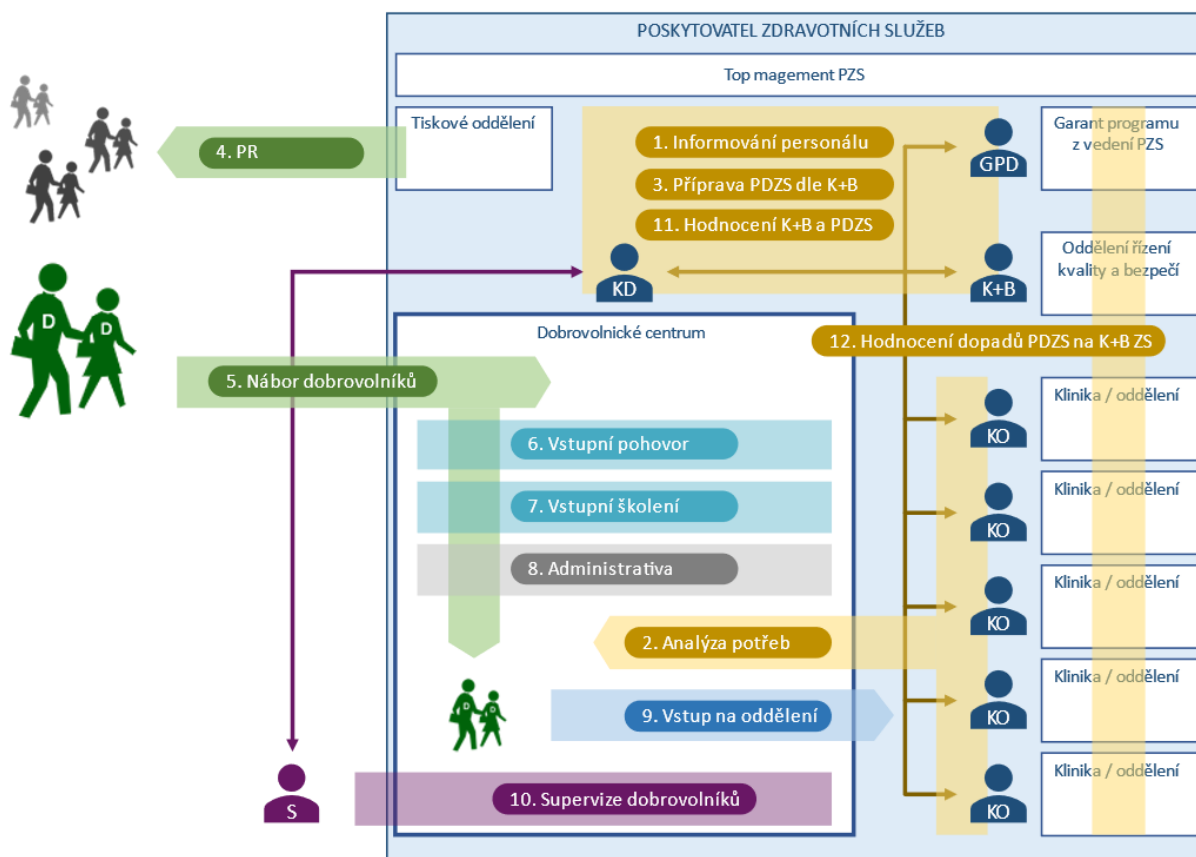 POSKYTOVATEL ZDRAVOTNÍCH SLUŽEB
Top magement PZS
Tiskové oddělení
4. PR
1. Informování personálu
3. Příprava PDZS dle K+B
11. Hodnocení K+B a PDZS
GPD
Garant programu
z vedení PZS
KD
K+B
Oddělení řízení
kvality a bezpečí
D
D
Dobrovolnické centrum
12. Hodnocení dopadů PDZS na K+B ZS
5. Nábor dobrovolníků
KO
Klinika / oddělení
6. Vstupní pohovor
7. Vstupní školení
KO
Klinika / oddělení
8. Administrativa
KO
Klinika / oddělení
2. Analýza potřeb
D
D
9. Vstup na oddělení
KO
Klinika / oddělení
S
10. Supervize dobrovolníků
KO
Klinika / oddělení